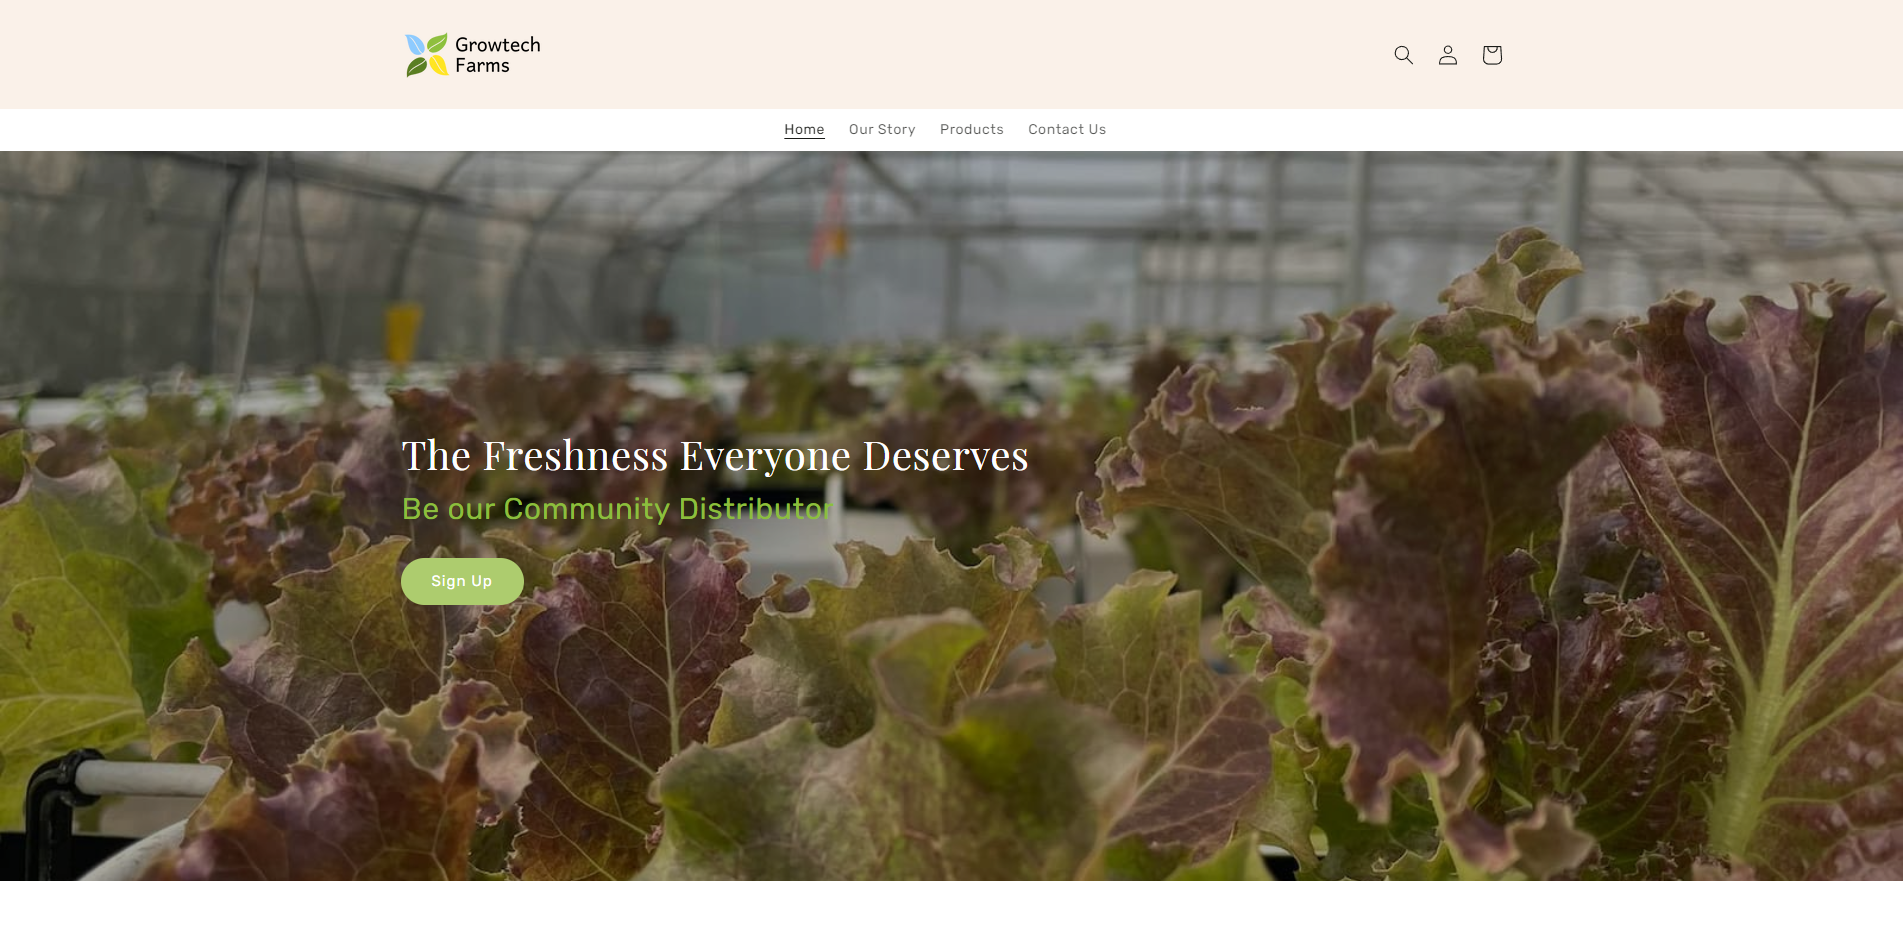 Growtech
Farms
Home Our Story Products Contact Us
The Freshness Everyone Deserves
Be our Community Distributor
Sign Up